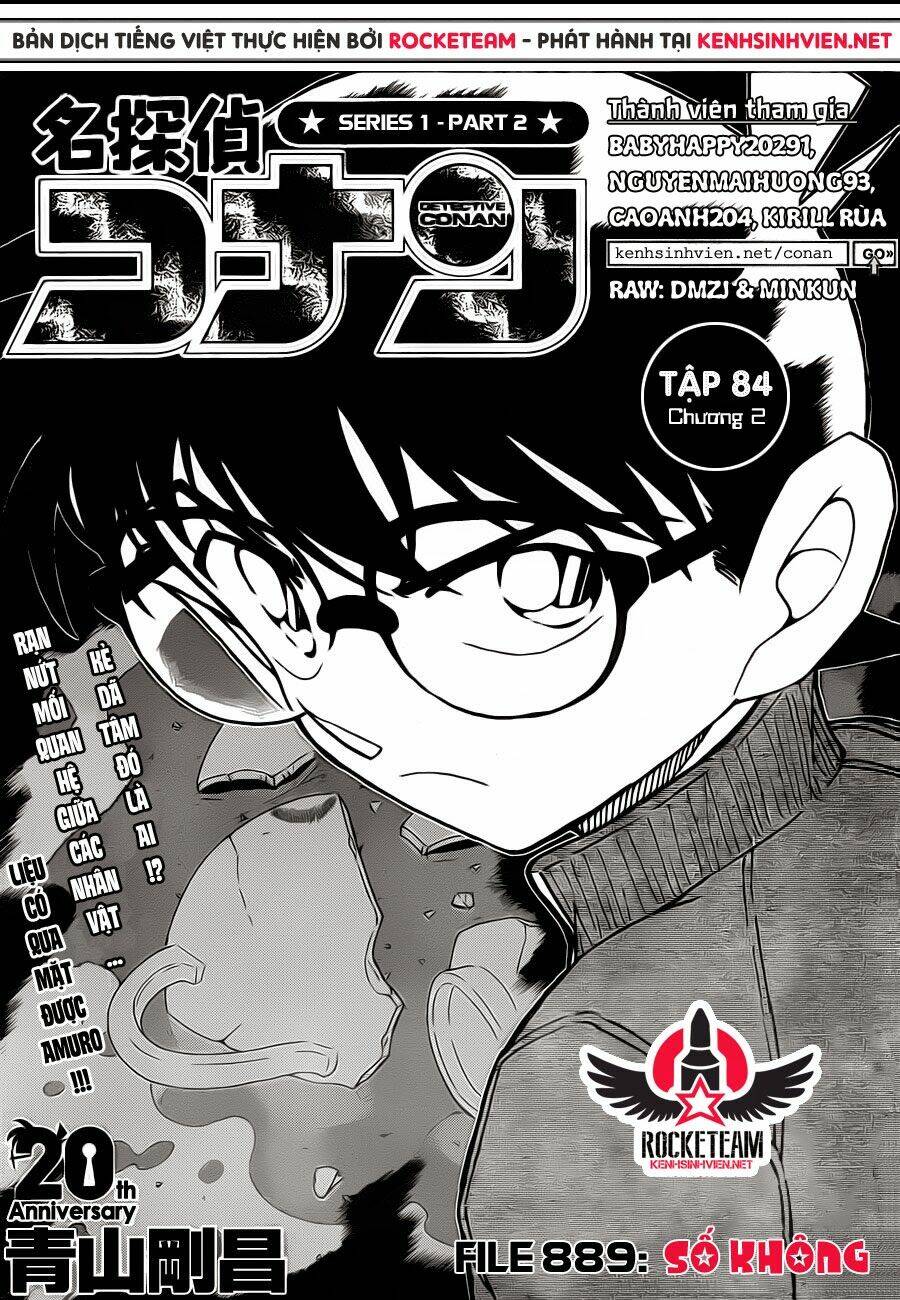 BẢN DỊCH TIẾNG VIỆT THỰC HIỆN BỞI ROCKETEAM - PHÁT HÀNH TẠI KENHSINHVIEN.NET
名探偵
★ SERIES 1 - PART 2 ★
コナン
DETECTIVE
CONAN
Thành viên tham gia
BABYHAPPY20291,
NGUYENMAIHUONG93,
CAOANH204, KIRILL RÙA
kenhsinhvien.net/conan GO»
RAW: DMZJ & MINKUN
TẬP 84
Chương 2
KẺ DÃ TÂM ĐÓ LÀ AI!?
RẠN NỨT MỐI QUAN HỆ GIỮA CÁC NHÂN VẬT...
LIỆU CÓ QUA MẶT ĐƯỢC AMURO!!!
ROCKETEAM
KENHSINHVIEN.NET
20th
Anniversary
青山剛昌
FILE 889: SỐ KHÔNG